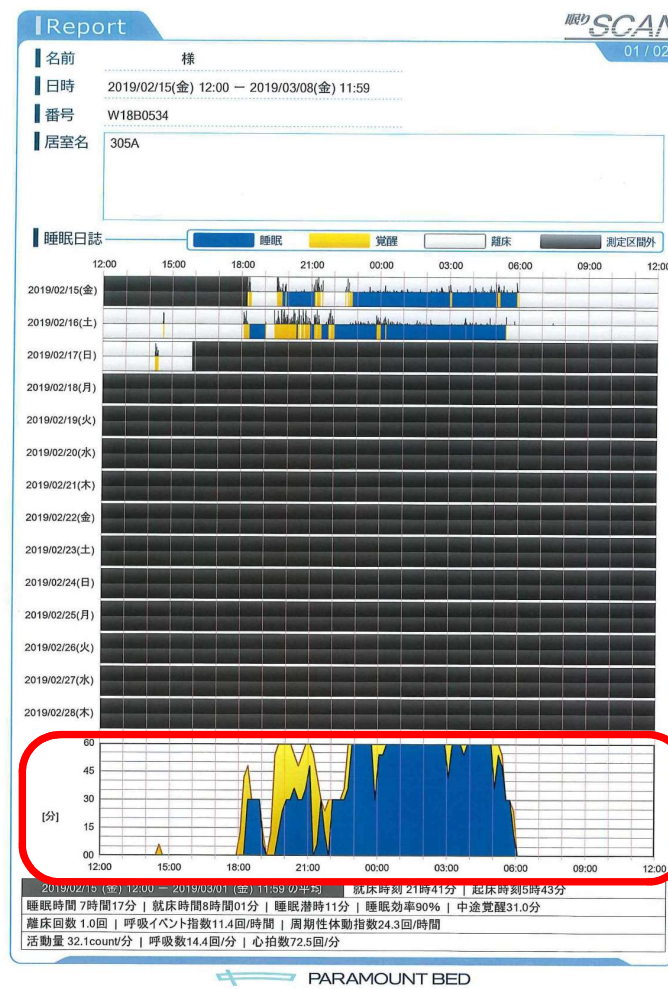 Report
眠りSCAN
01 / 02
名前 様
日時 2019/02/15(金) 12:00 － 2019/03/08(金) 11:59
番号 W18B0534
居室名 305A
睡眠日誌 睡眠 覚醒 離床 測定区間外
12:00 15:00 18:00 21:00 00:00 03:00 06:00 09:00 12:00
2019/02/15(金)
2019/02/16(土)
2019/02/17(日)
2019/02/18(月)
2019/02/19(火)
2019/02/20(水)
2019/02/21(木)
2019/02/22(金)
2019/02/23(土)
2019/02/24(日)
2019/02/25(月)
2019/02/26(火)
2019/02/27(水)
2019/02/28(木)
60
45
30
[分]
15
00
12:00 15:00 18:00 21:00 00:00 03:00 06:00 09:00 12:00
2019/02/15 (金) 12:00 － 2019/03/01 (金) 11:59 の平均 就床時刻 21時41分 | 起床時刻5時43分
睡眠時間 7時間17分 | 就床時間8時間01分 | 睡眠潜時11分 | 睡眠効率90% | 中途覚醒31.0分
離床回数 1.0回 | 呼吸イベント指数11.4回/時間 | 周期性体動指数24.3回/時間
活動量 32.1count/分 | 呼吸数14.4回/分 | 心拍数72.5回/分
PARAMOUNT BED